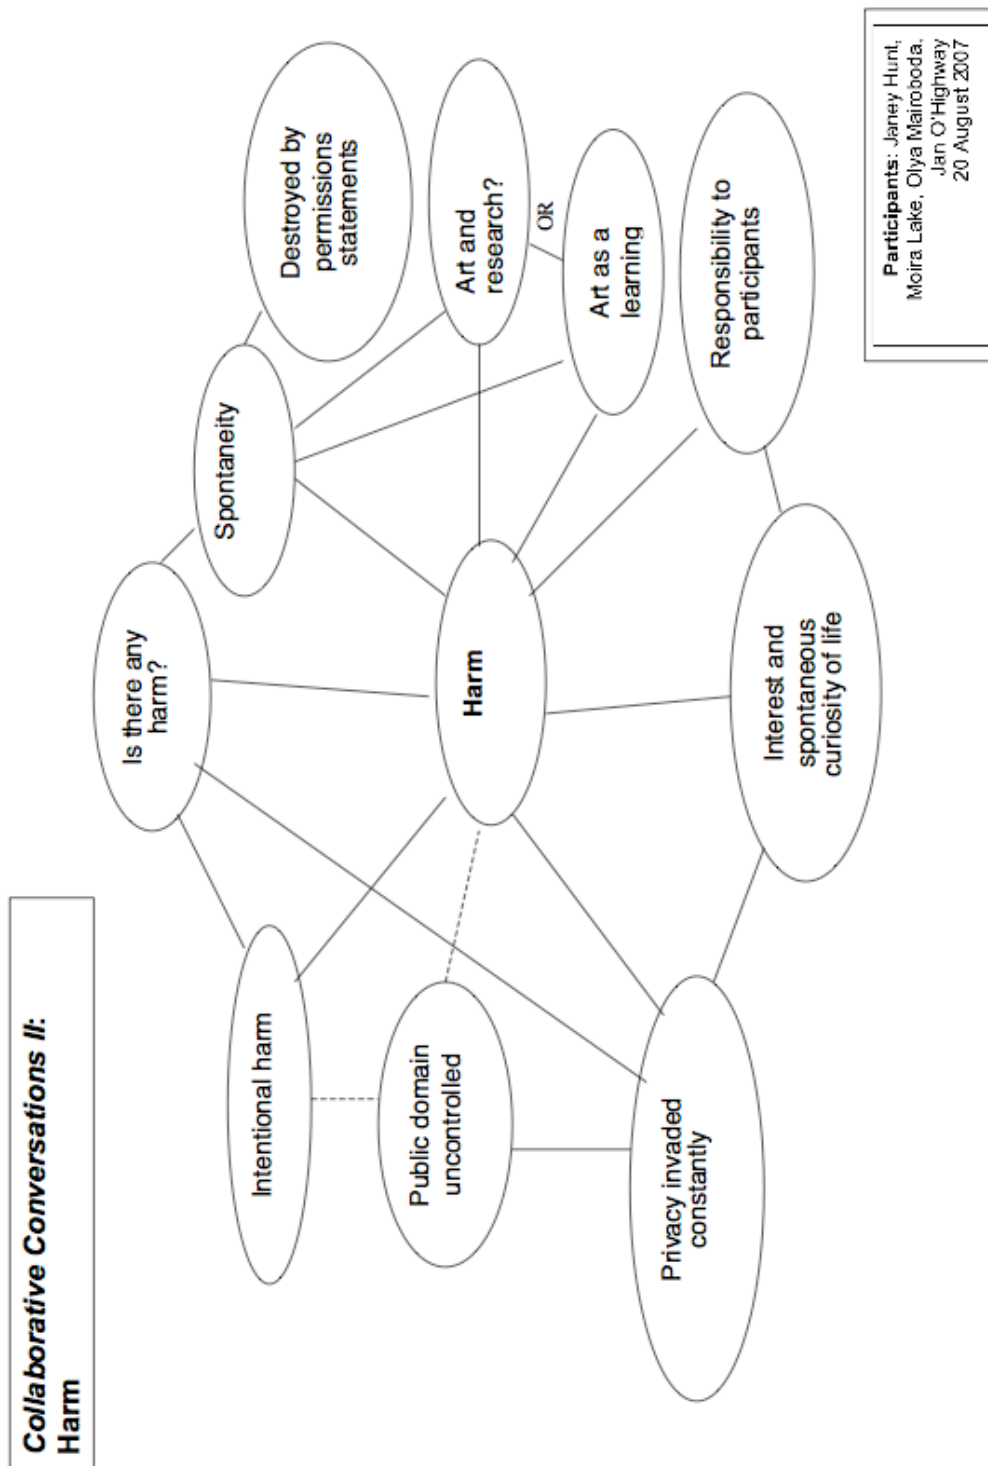 Collaborative Conversations II:
Harm
Intentional harm
Is there any
harm?
Spontaneity
Destroyed by
permissions
statements
Public domain
uncontrolled
Harm
Art and
research?
OR
Art as a
learning
Privacy invaded
constantly
Interest and
spontaneous
curiosity of life
Responsibility to
participants
Participants: Janey Hunt,
Moira Lake, Olya Mairoboda,
Jan O'Highway
20 August 2007